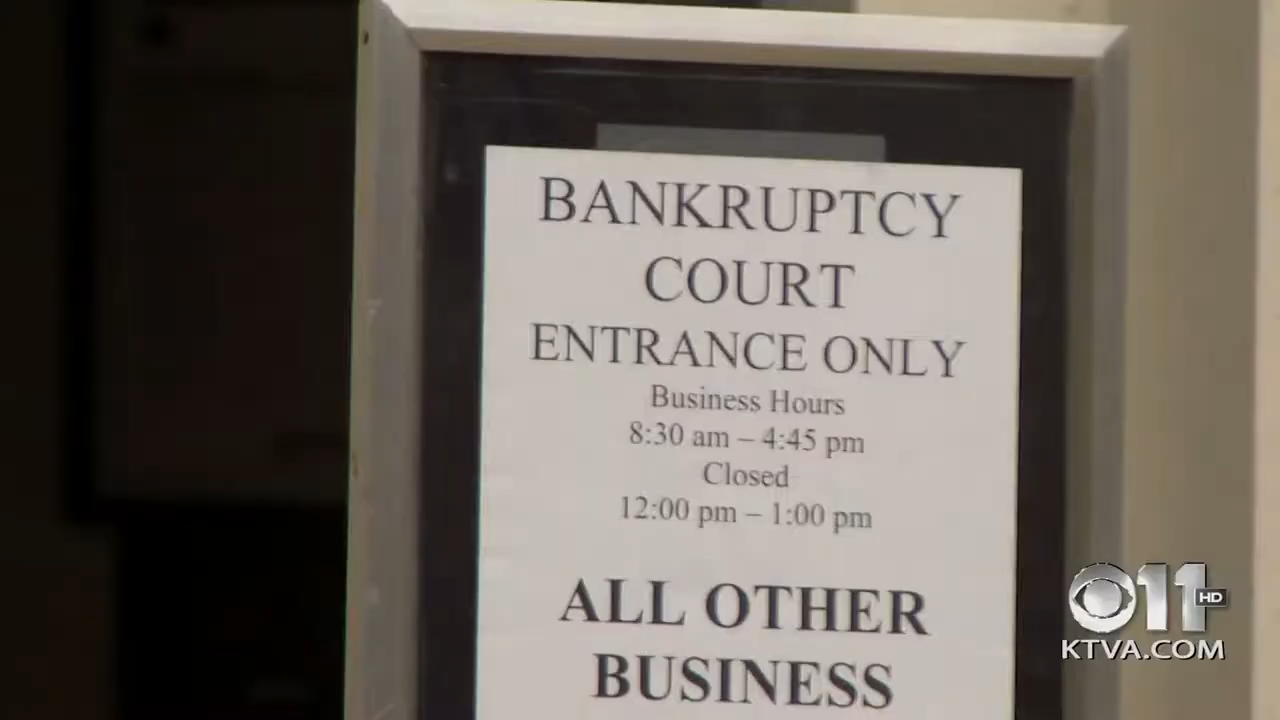 BANKRUPTCY
COURT
ENTRANCE ONLY
Business Hours
8:30 am – 4:45 pm
Closed
12:00 pm – 1:00 pm
ALL OTHER
BUSINESS
11 HD
KTVA.COM